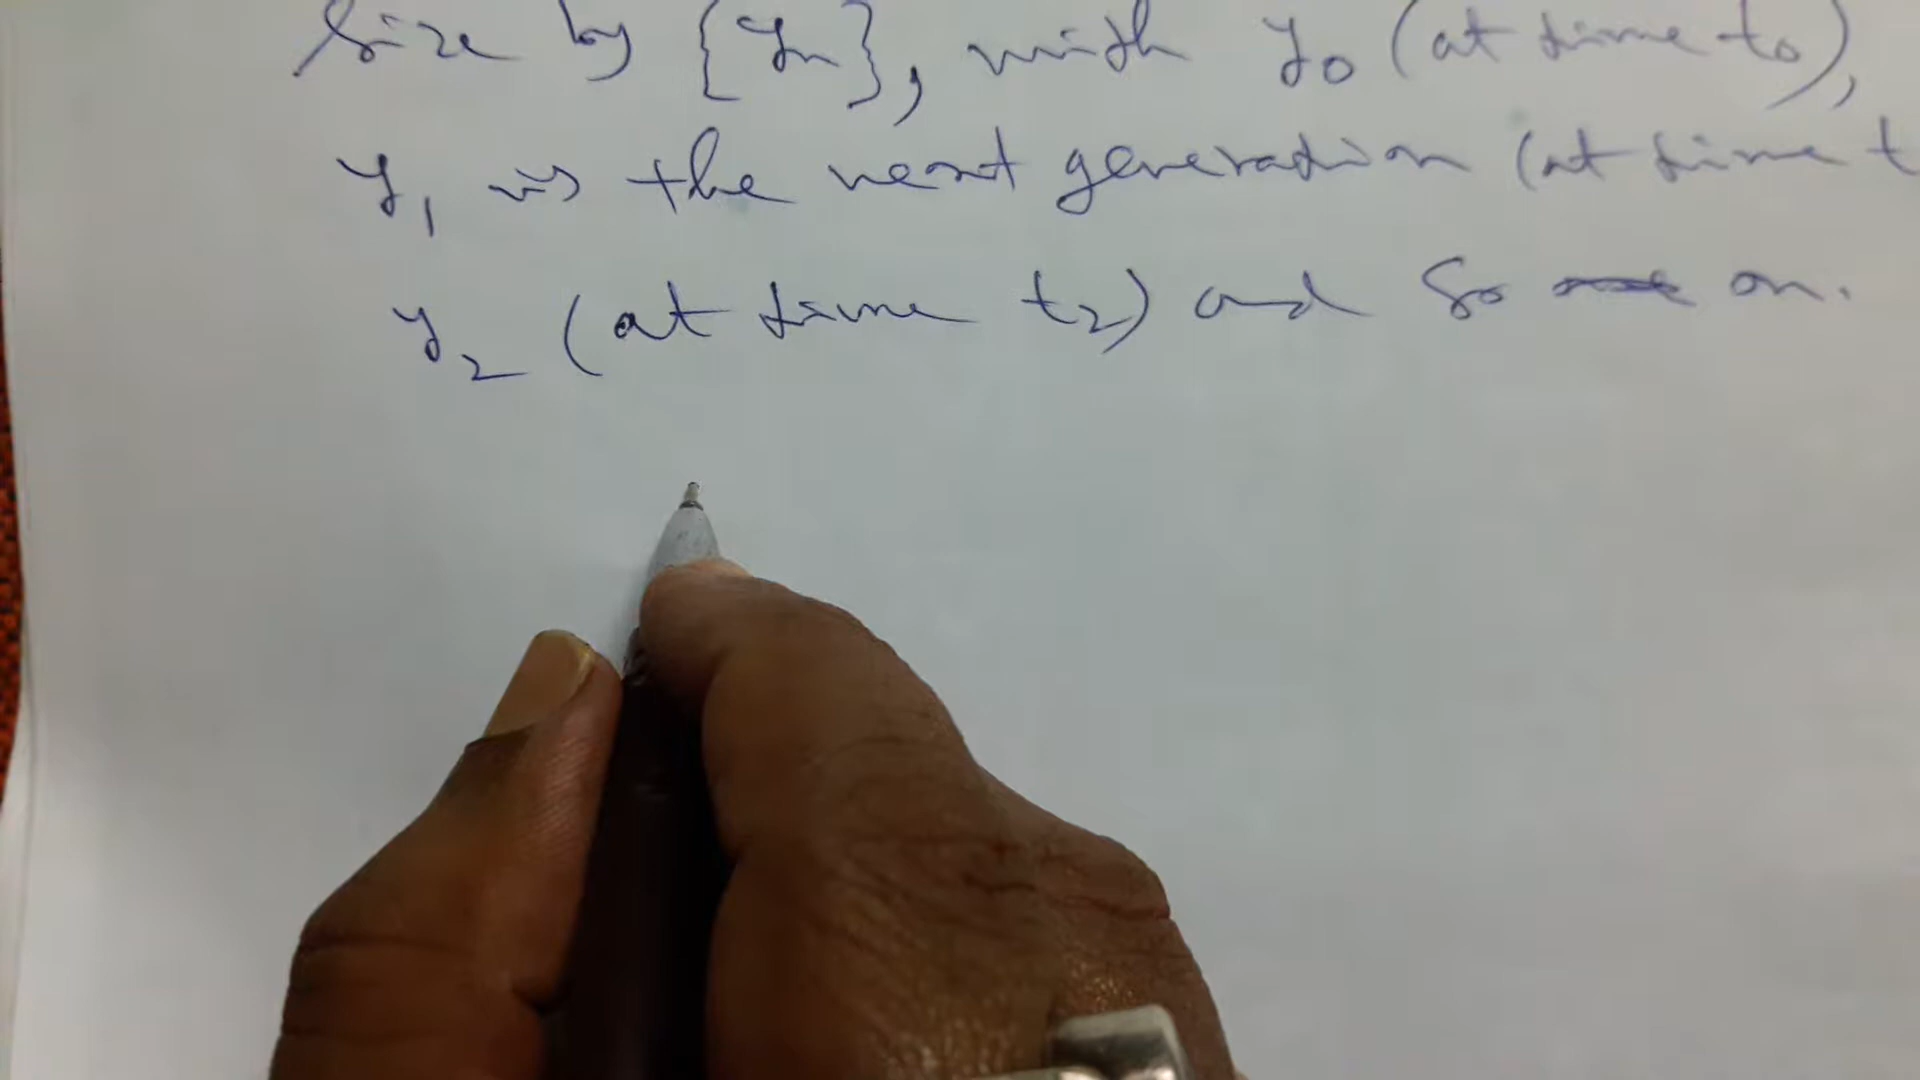 size by {yn}, with y0 (at time t0),
y1 is the next generation (at time t
y2 (at time t2) and so on.